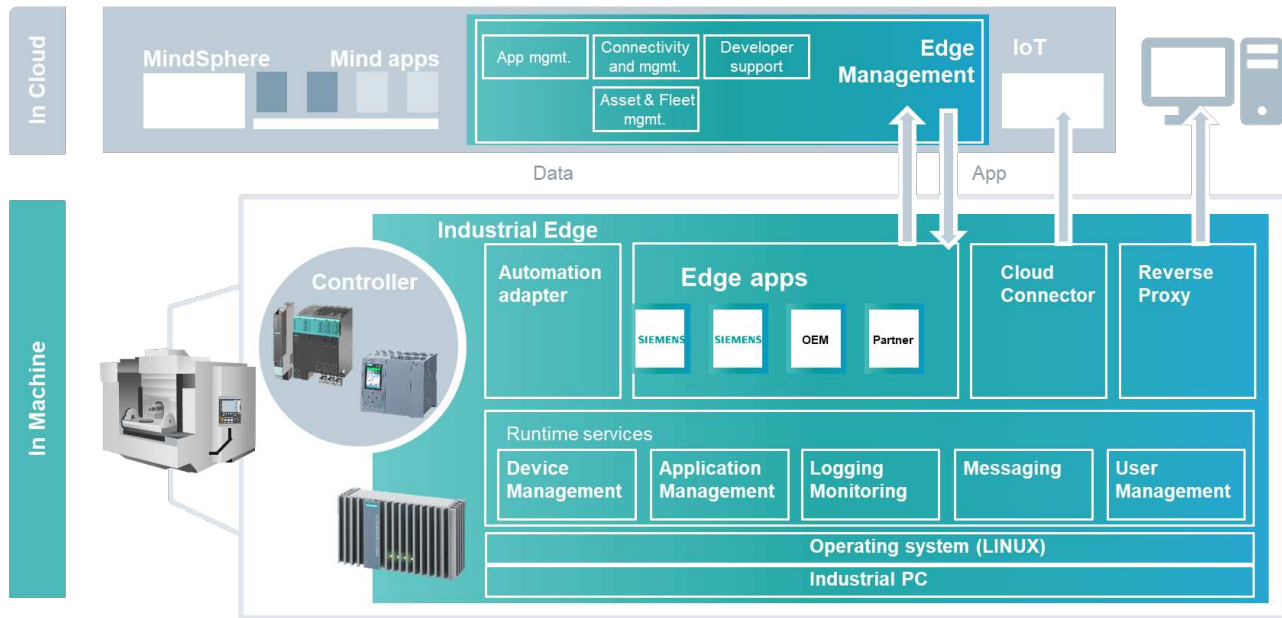 In Cloud
MindSphere
Mind apps
App mgmt.
Connectivity
and mgmt.
Developer
support
Asset & Fleet
mgmt.
Edge
Management
IoT
Data
App
In Machine
Industrial Edge
Controller
Automation
adapter
Edge apps
SIEMENS
SIEMENS
OEM
Partner
Cloud
Connector
Reverse
Proxy
Runtime services
Device
Management
Application
Management
Logging
Monitoring
Messaging
User
Management
Operating system (LINUX)
Industrial PC